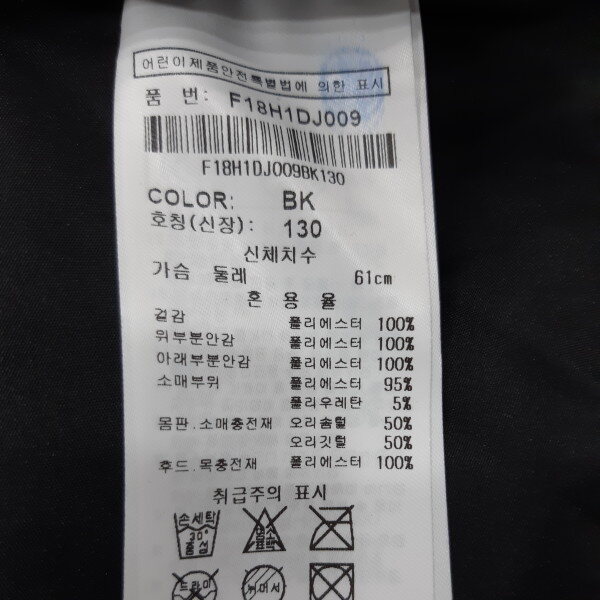 어린이제품안전특별법에 의한 표시
품 번: F18H1DJ009
F18H1DJ009BK130
COLOR: BK
호칭(신장): 130
신체치수
가슴 둘레 61cm
혼 용 율
겉감 폴리에스터 100%
위부분안감 폴리에스터 100%
아래부분안감 폴리에스터 100%
소매부위 폴리에스터 95%
폴리우레탄 5%
몸판.소매충전재 오리솜털 50%
오리깃털 50%
후드.목충전재 폴리에스터 100%
취급주의 표시
손세탁
30°
중성
드라이